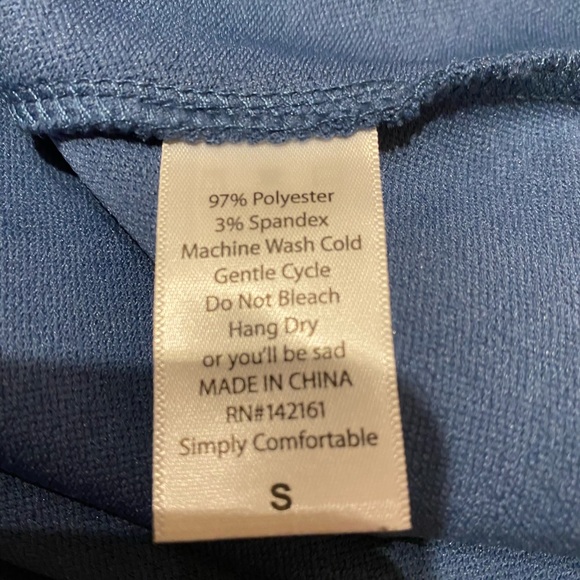 97% Polyester
3% Spandex
Machine Wash Cold
Gentle Cycle
Do Not Bleach
Hang Dry
or you'll be sad
MADE IN CHINA
RN#142161
Simply Comfortable
S